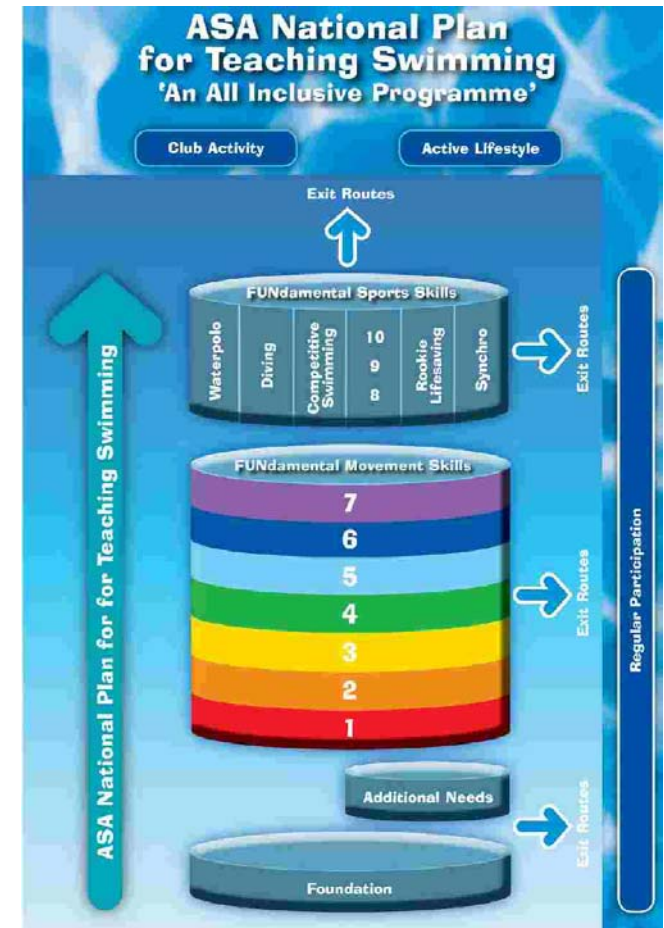 ASA National Plan
for Teaching Swimming
'An All Inclusive Programme'
Club Activity
Active Lifestyle
Exit Routes
ASA National Plan for for Teaching Swimming
FUNdamental Sports Skills
Waterpolo
Diving
Competitive
Swimming
10
9
8
Rookie
Lifesaving
Synchro
Exit Routes
FUNdamental Movement Skills
7
6
5
4
3
2
1
Exit Routes
Regular Participation
Additional Needs
Exit Routes
Foundation